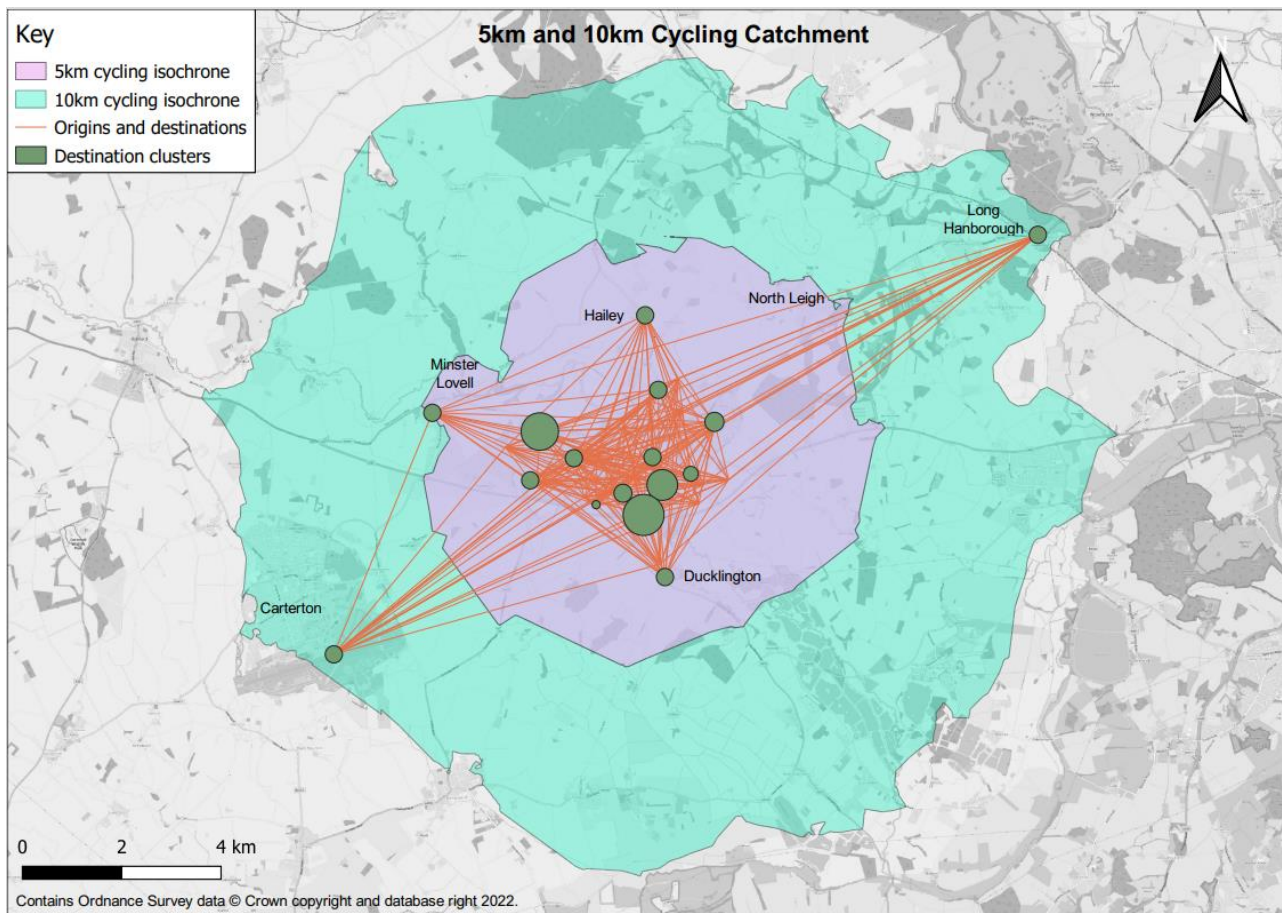 Key
5km cycling isochrone
10km cycling isochrone
Origins and destinations
Destination clusters
5km and 10km Cycling Catchment
N
Long
Hanborough
North Leigh
Hailey
Minster
Lovell
Ducklington
Carterton
0 2 4 km
Contains Ordnance Survey data © Crown copyright and database right 2022.